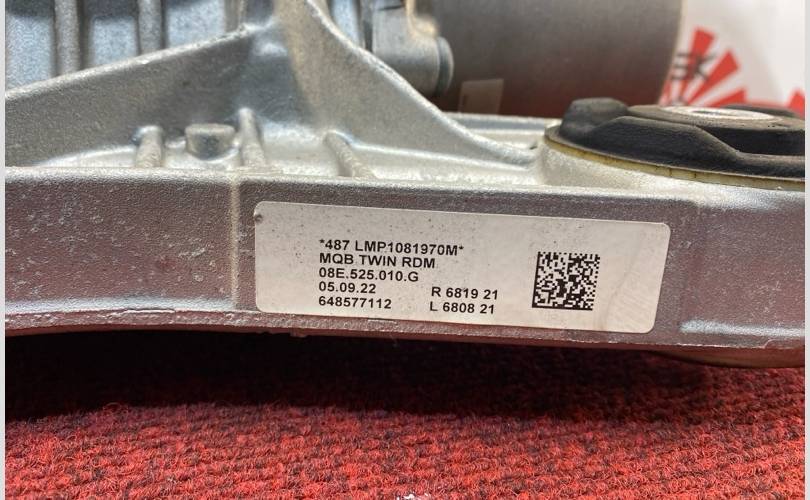 *487 LMP1081970M*
MQB TWIN RDM
08E.525.010.G
05.09.22 R 6819 21
648577112 L 6808 21